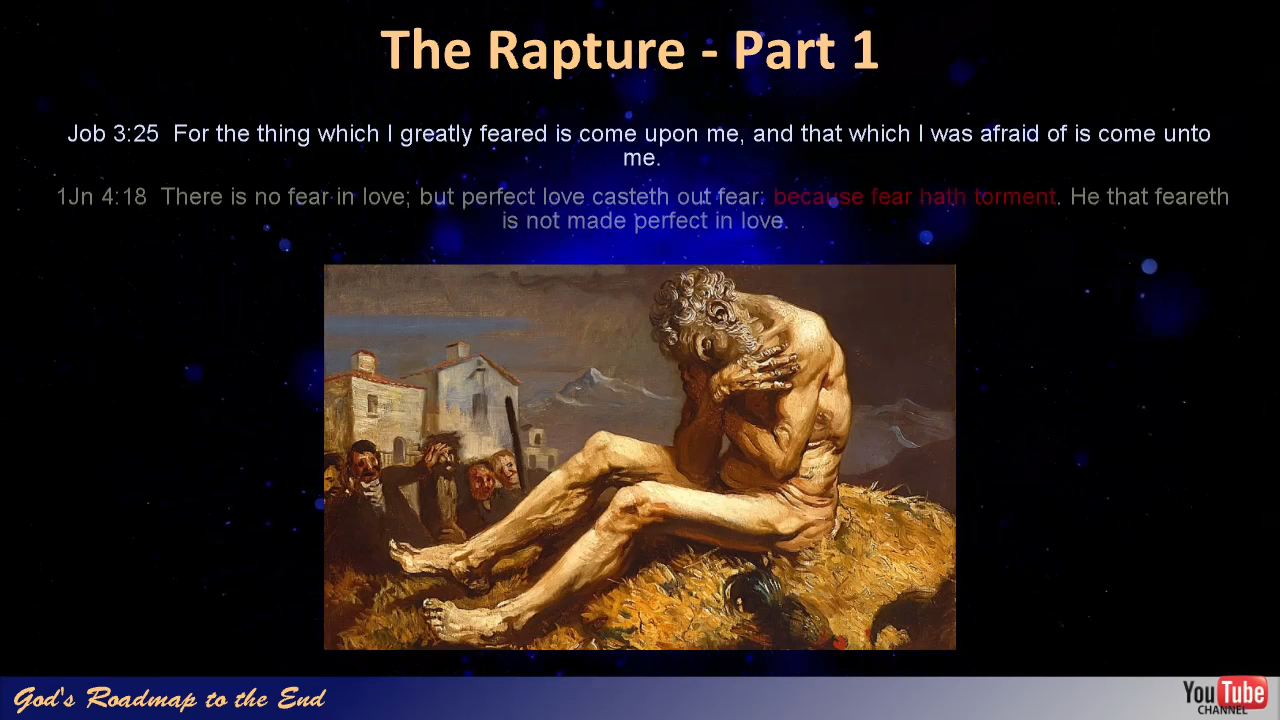 The Rapture - Part 1
Job 3:25  For the thing which I greatly feared is come upon me, and that which I was afraid of is come unto
me.
1Jn 4:18  There is no fear in love; but perfect love casteth out fear: because fear hath torment. He that feareth
is not made perfect in love.
God's Roadmap to the End
YouTube
CHANNEL